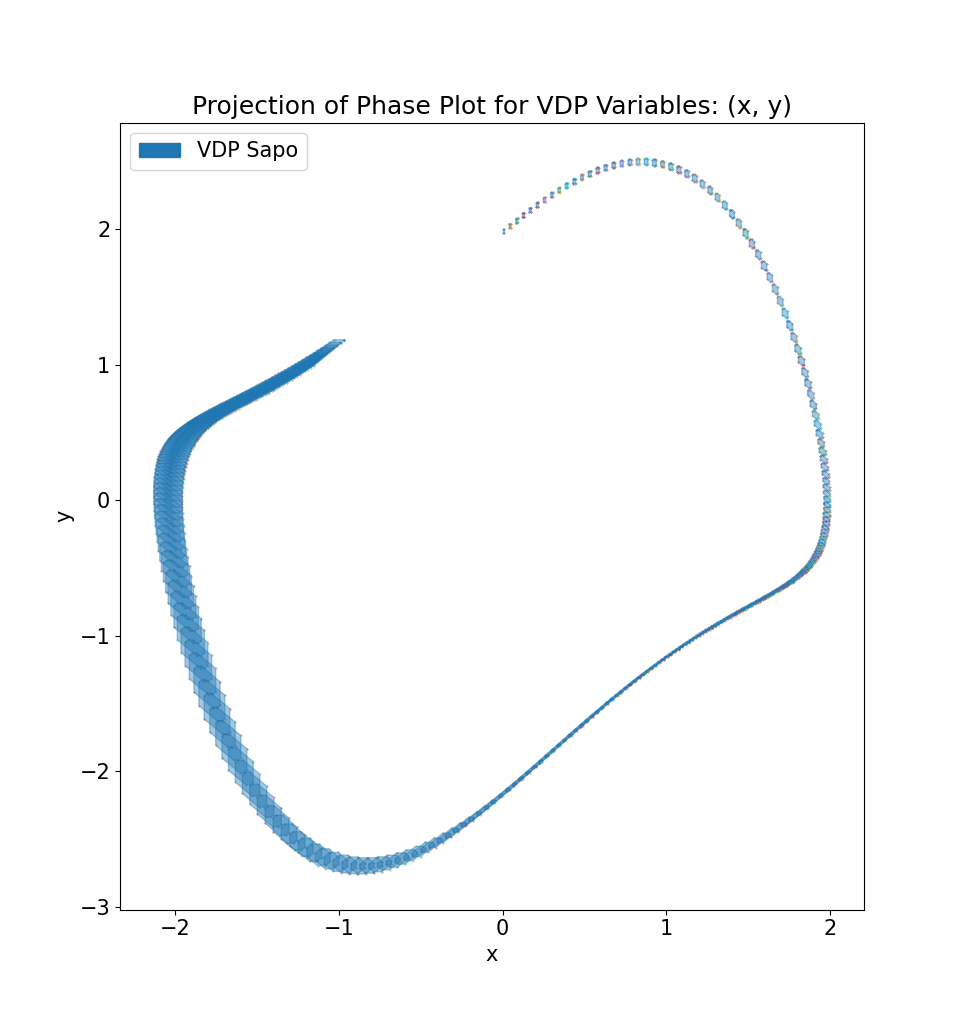 Projection of Phase Plot for VDP Variables: (x, y)
VDP Sapo
2
1
0
−1
−2
−3
y
−2 −1 0 1 2
x